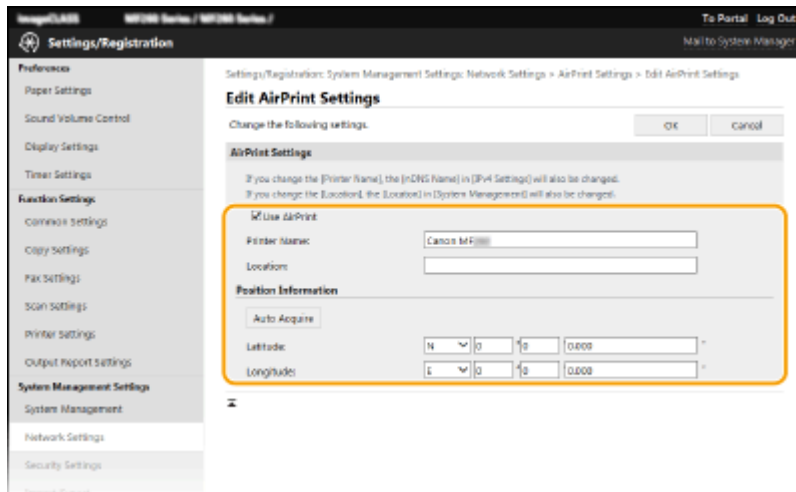 To Portal Log Out
Settings/Registration
Mail to System Manager
Preferences
Paper Settings
Sound Volume Control
Display Settings
Timer Settings
Function Settings
Common Settings
Copy Settings
Fax Settings
Scan Settings
Printer Settings
Output Report Settings
System Management Settings
System Management
Network Settings
Security Settings
Settings/Registration: System Management Settings: Network Settings > AirPrint Settings > Edit AirPrint Settings
Edit AirPrint Settings
Change the following settings.
OK Cancel
AirPrint Settings
If you change the [Printer Name], the [mDNS Name] in [IPv4 Settings] will also be changed.
If you change the [Location], the [Location] in [System Management] will also be changed.
Use AirPrint
Printer Name: Canon MF
Location:
Position Information
Auto Acquire
Latitude: N 0 ° 0 ' 0.000 "
Longitude: E 0 ° 0 ' 0.000 "